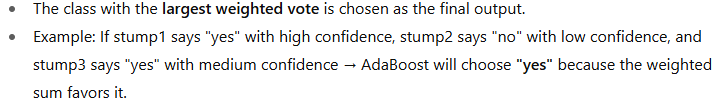 • The class with the largest weighted vote is chosen as the final output.
• Example: If stump1 says "yes" with high confidence, stump2 says "no" with low confidence, and
stump3 says "yes" with medium confidence → AdaBoost will choose "yes" because the weighted
sum favors it.